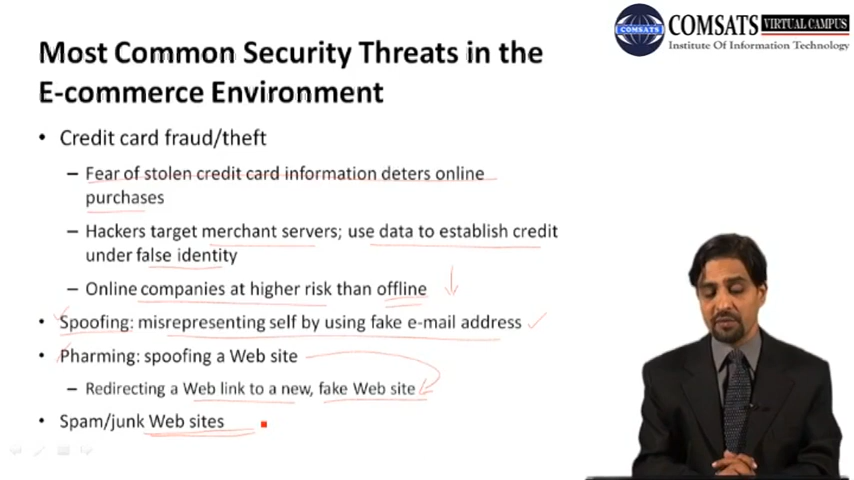 COMSATS VIRTUAL CAMPUS
COMSATS
Institute Of Information Technology
Most Common Security Threats in the
E-commerce Environment
• Credit card fraud/theft
– Fear of stolen credit card information deters online
purchases
– Hackers target merchant servers; use data to establish credit
under false identity
– Online companies at higher risk than offline
• Spoofing: misrepresenting self by using fake e-mail address
• Pharming: spoofing a Web site
– Redirecting a Web link to a new, fake Web site
• Spam/junk Web sites